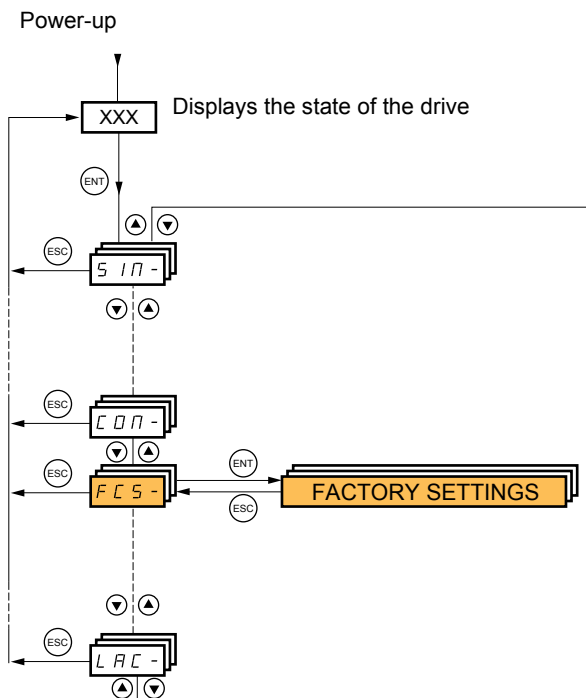 Power-up
XXX
Displays the state of the drive
ENT
ESC
SIM-
ESC
COM-
ESC
FCS-
ENT
FACTORY SETTINGS
ESC
ESC
LAC-